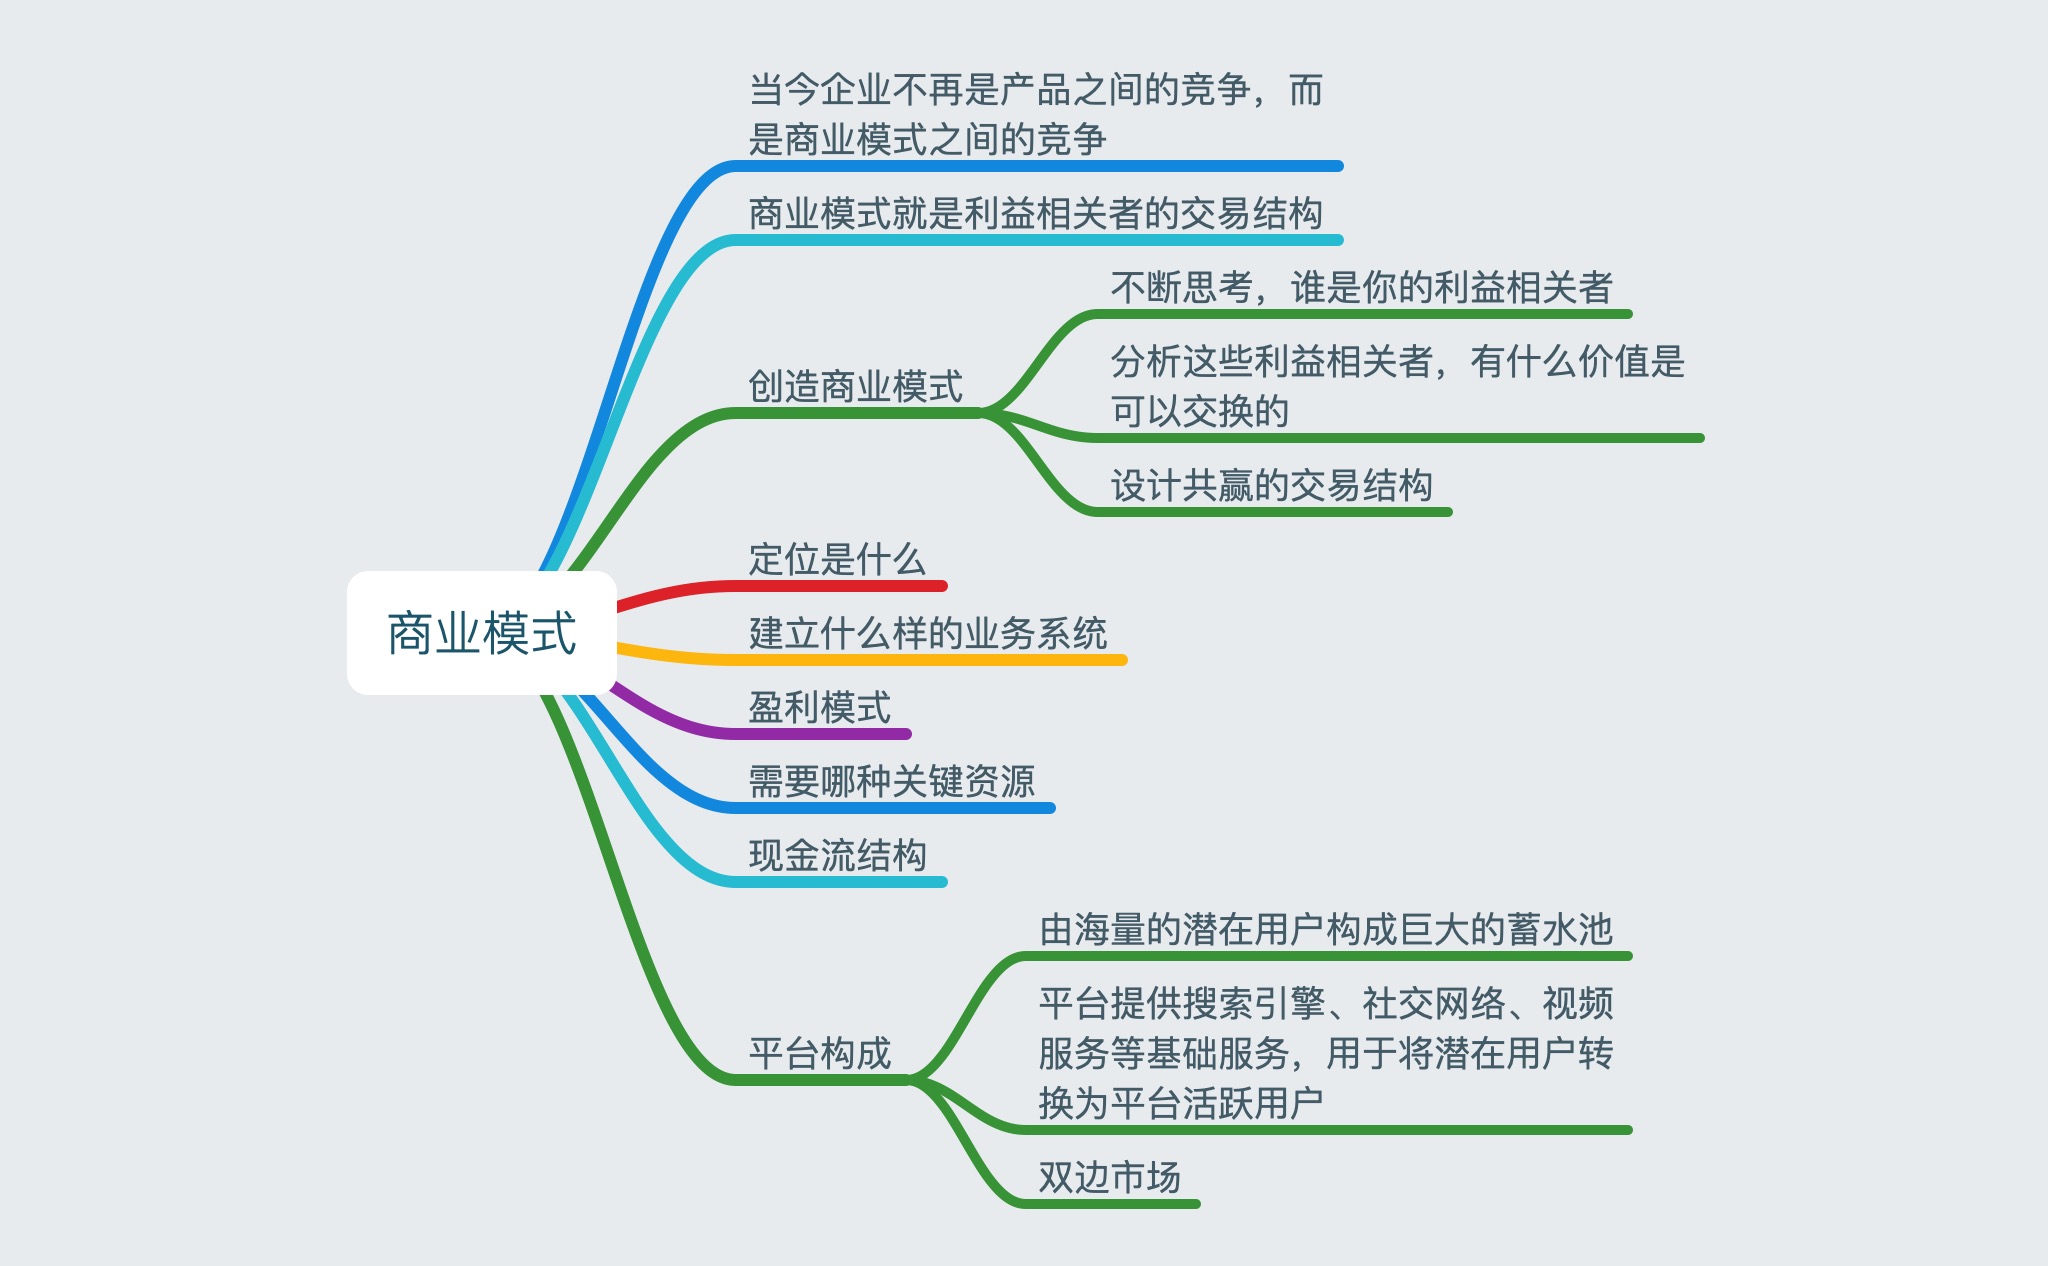 当今企业不再是产品之间的竞争，而
是商业模式之间的竞争
商业模式就是利益相关者的交易结构
不断思考，谁是你的利益相关者
分析这些利益相关者，有什么价值是
可以交换的
创造商业模式
设计共赢的交易结构
定位是什么
商业模式
建立什么样的业务系统
盈利模式
需要哪种关键资源
现金流结构
由海量的潜在用户构成巨大的蓄水池
平台提供搜索引擎、社交网络、视频
服务等基础服务，用于将潜在用户转
换为平台活跃用户
平台构成
双边市场